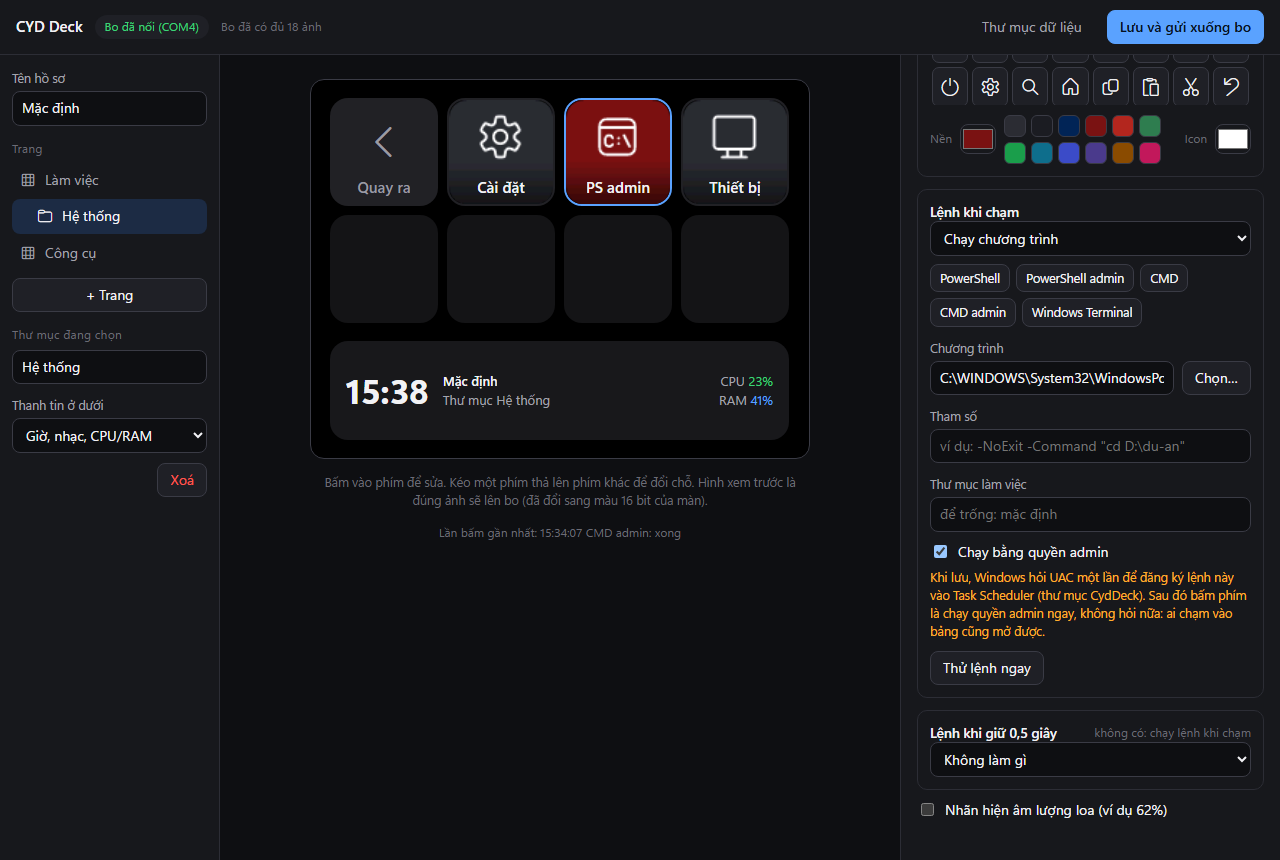 CYD Deck
Bo đã nối (COM4)
Bo đã có đủ 18 ảnh
Thư mục dữ liệu
Lưu và gửi xuống bo
Tên hồ sơ
Mặc định
Trang
Làm việc
Hệ thống
Công cụ
+ Trang
Thư mục đang chọn
Hệ thống
Thanh tin ở dưới
Giờ, nhạc, CPU/RAM
Xoá
Quay ra
Cài đặt
C:\
PS admin
Thiết bị
15:38
Mặc định
Thư mục Hệ thống
CPU 23%
RAM 41%
Bấm vào phím để sửa. Kéo một phím thả lên phím khác để đổi chỗ. Hình xem trước là
đúng ảnh sẽ lên bo (đã đổi sang màu 16 bit của màn).
Lần bấm gần nhất: 15:34:07 CMD admin: xong
Nền
Icon
Lệnh khi chạm
Chạy chương trình
PowerShell
PowerShell admin
CMD
CMD admin
Windows Terminal
Chương trình
C:\WINDOWS\System32\WindowsPo
Chọn...
Tham số
ví dụ: -NoExit -Command "cd D:\du-an"
Thư mục làm việc
để trống: mặc định
Chạy bằng quyền admin
Khi lưu, Windows hỏi UAC một lần để đăng ký lệnh này
vào Task Scheduler (thư mục CydDeck). Sau đó bấm phím
là chạy quyền admin ngay, không hỏi nữa: ai chạm vào
bảng cũng mở được.
Thử lệnh ngay
Lệnh khi giữ 0,5 giây
không có: chạy lệnh khi chạm
Không làm gì
Nhãn hiện âm lượng loa (ví dụ 62%)